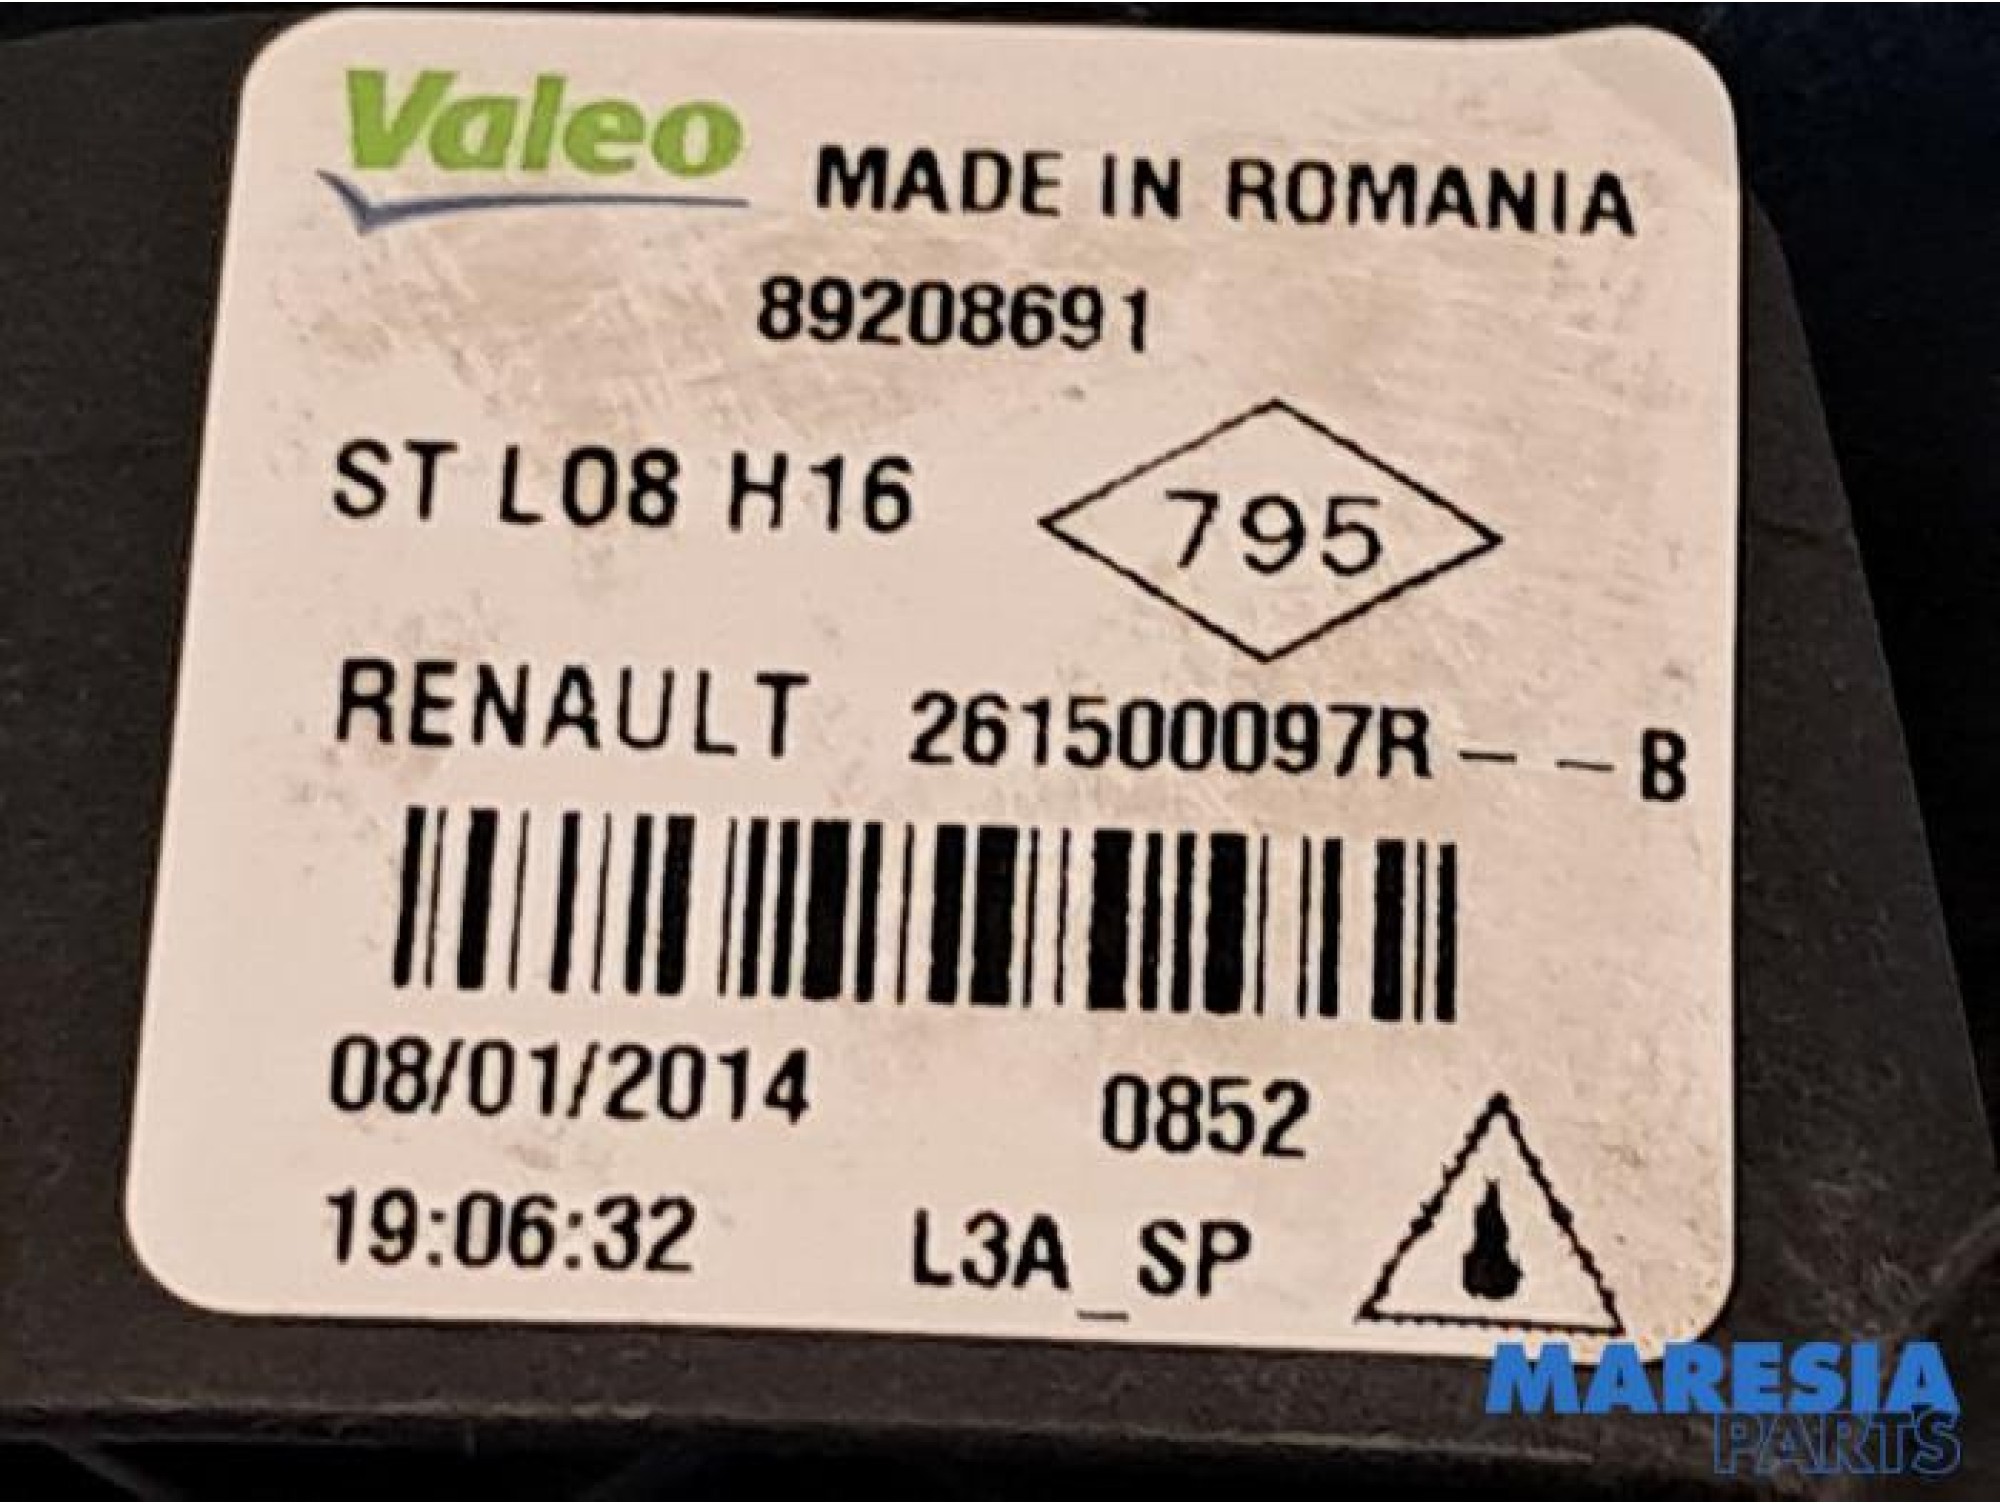 Valeo MADE IN ROMANIA
89208691
ST L08 H16 795
RENAULT 261500097R--B
08/01/2014 0852
19:06:32 L3A_SP
MARESIA
PARTS